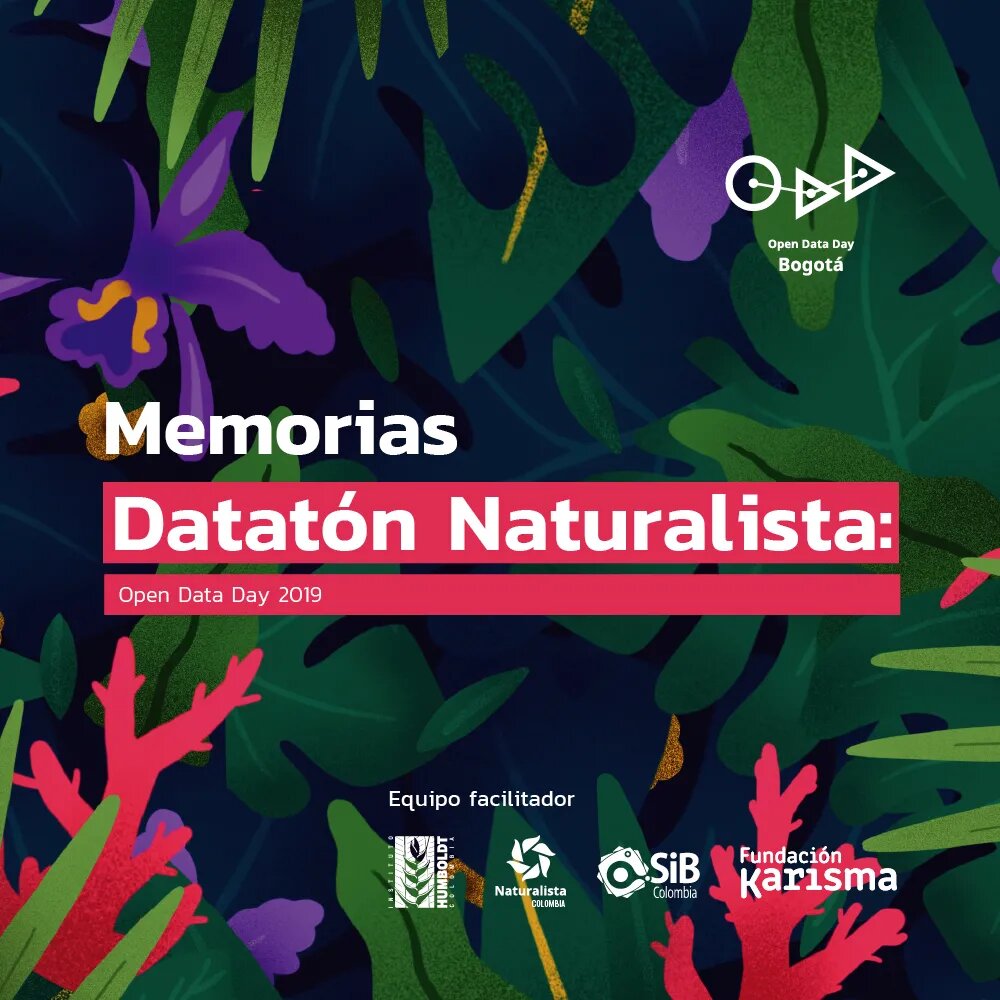 ODD
Open Data Day
Bogotá
Memorias
Datatón Naturalista:
Open Data Day 2019
Equipo facilitador
INSTITUTO
HUMBOLDT
COLOMBIA
Naturalista
COLOMBIA
SiB
Colombia
Fundación
Karisma